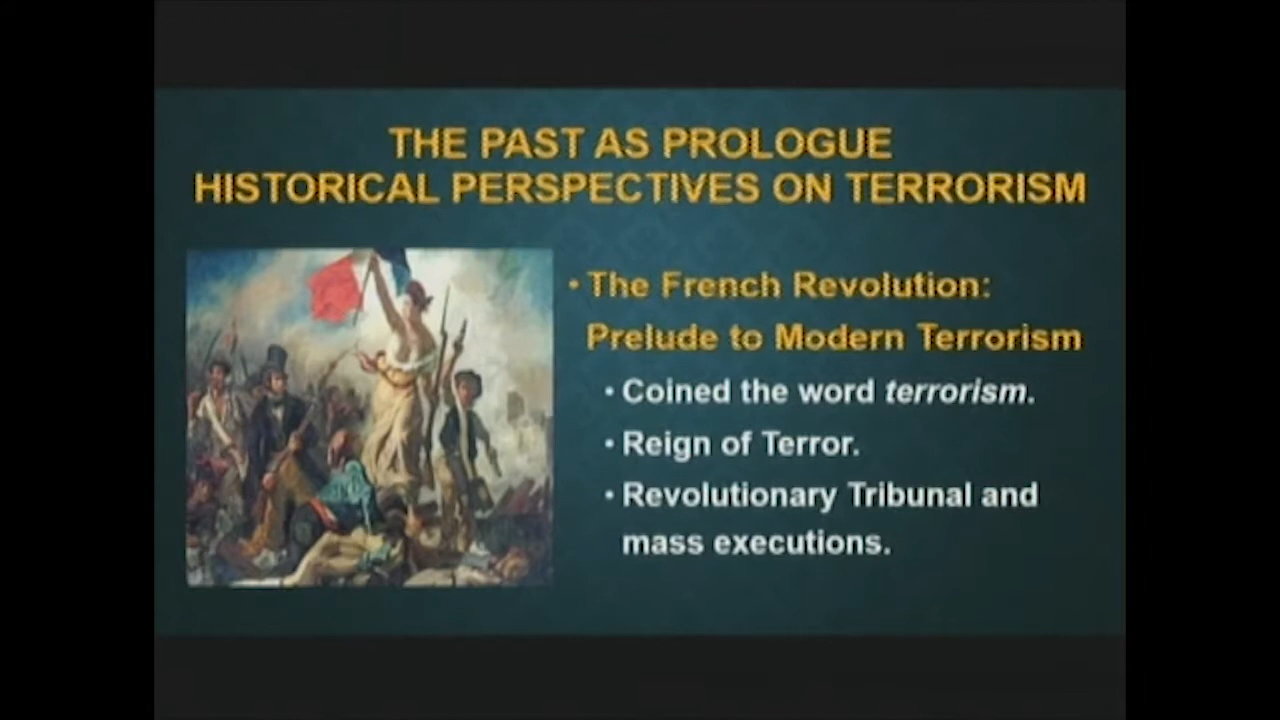 THE PAST AS PROLOGUE
HISTORICAL PERSPECTIVES ON TERRORISM
• The French Revolution:
Prelude to Modern Terrorism
• Coined the word terrorism.
• Reign of Terror.
• Revolutionary Tribunal and
mass executions.